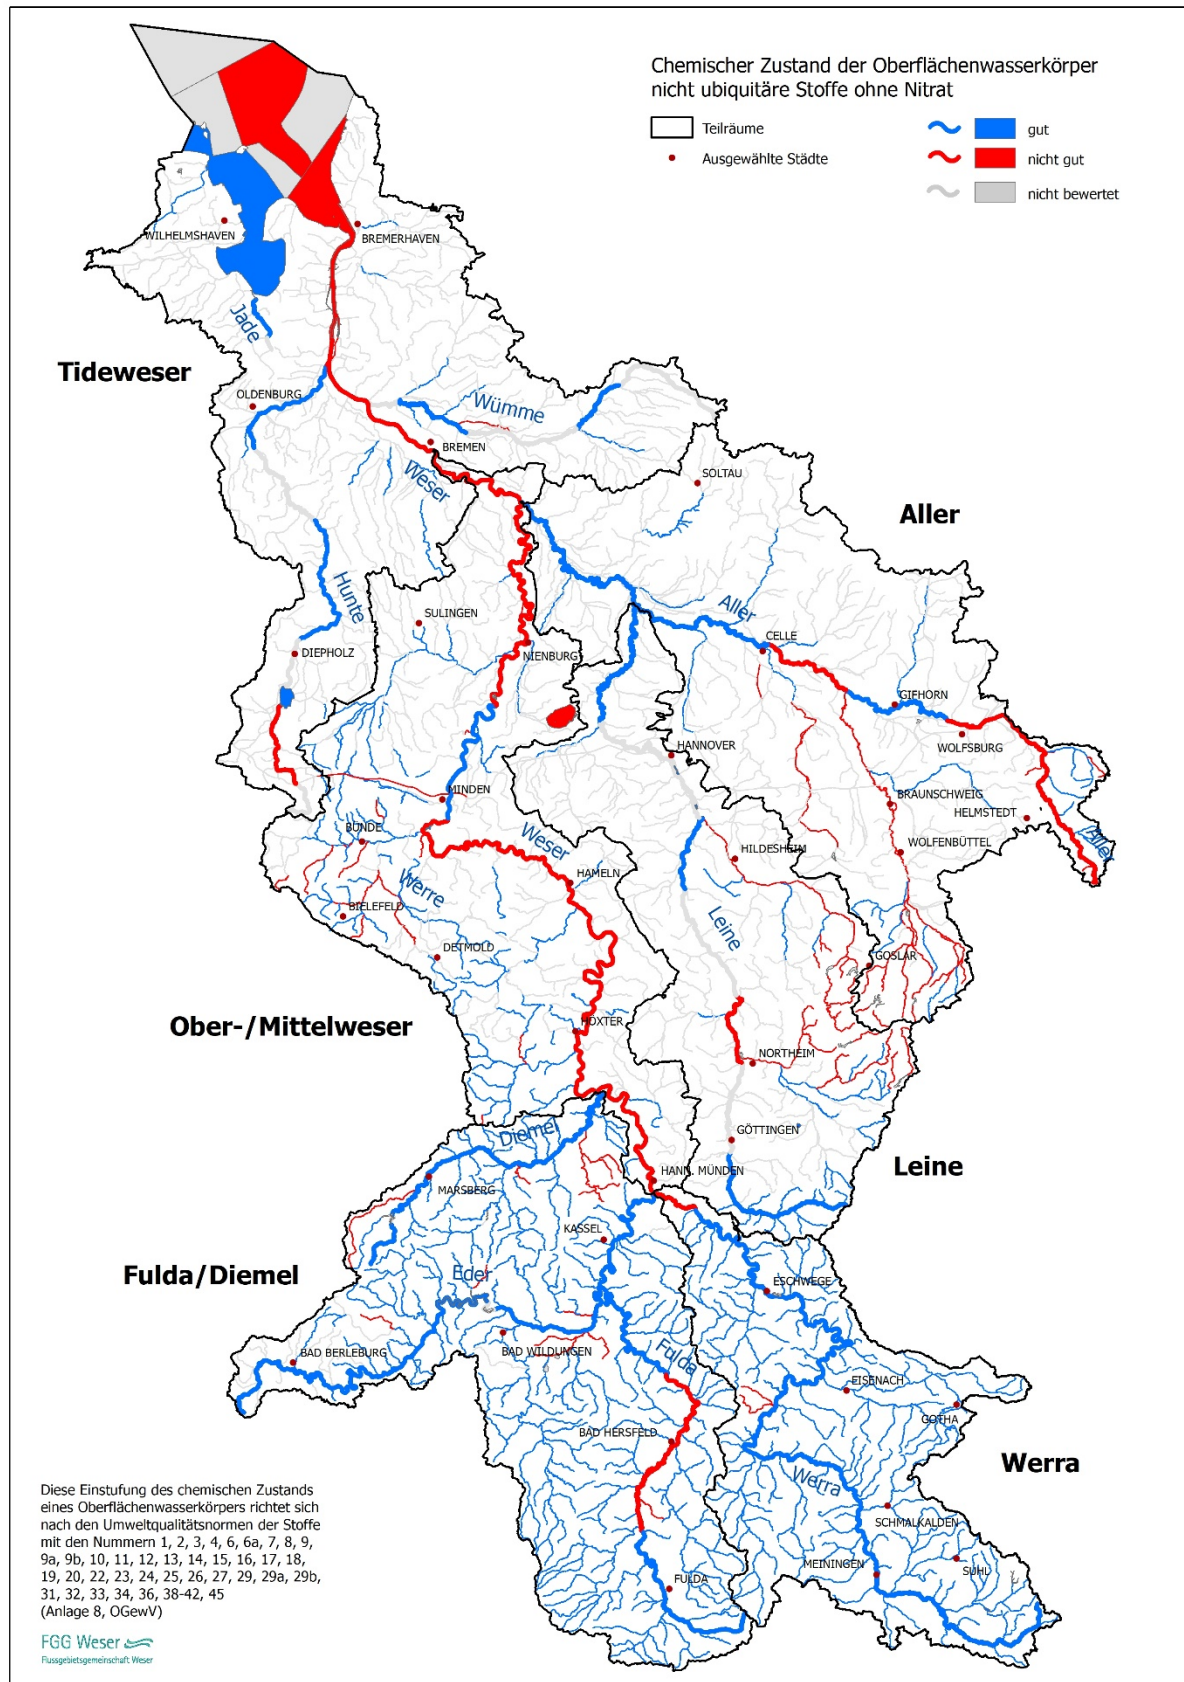 Chemischer Zustand der Oberflächenwasserkörper
nicht ubiquitäre Stoffe ohne Nitrat
Teilräume
Ausgewählte Städte
gut
nicht gut
nicht bewertet
WILHELMSHAVEN
BREMERHAVEN
Jade
Tideweser
OLDENBURG
Wümme
BREMEN
Weser
SOLTAU
Aller
Hunte
SULINGEN
Aller
CELLE
DIEPHOLZ
NIENBURG
GIFHORN
WOLFSBURG
HANNOVER
MINDEN
BRAUNSCHWEIG
HELMSTEDT
BÜNDE
Weser
WOLFENBÜTTEL
Aller
HILDESHEIM
Werre
HAMELN
BIELEFELD
Leine
DETMOLD
GOSLAR
Ober-/Mittelweser
HÖXTER
NORTHEIM
Diemel
GÖTTINGEN
Leine
HANN. MÜNDEN
MARSBERG
KASSEL
Fulda/Diemel
Eder
ESCHWEGE
BAD BERLEBURG
BAD WILDUNGEN
Fulda
EISENACH
GOTHA
BAD HERSFELD
Werra
Werra
SCHMALKALDEN
MEININGEN
SUHL
FULDA
Diese Einstufung des chemischen Zustands
eines Oberflächenwasserkörpers richtet sich
nach den Umweltqualitätsnormen der Stoffe
mit den Nummern 1, 2, 3, 4, 6, 6a, 7, 8, 9,
9a, 9b, 10, 11, 12, 13, 14, 15, 16, 17, 18,
19, 20, 22, 23, 24, 25, 26, 27, 29, 29a, 29b,
31, 32, 33, 34, 36, 38-42, 45
(Anlage 8, OGewV)
FGG Weser
Flussgebietsgemeinschaft Weser